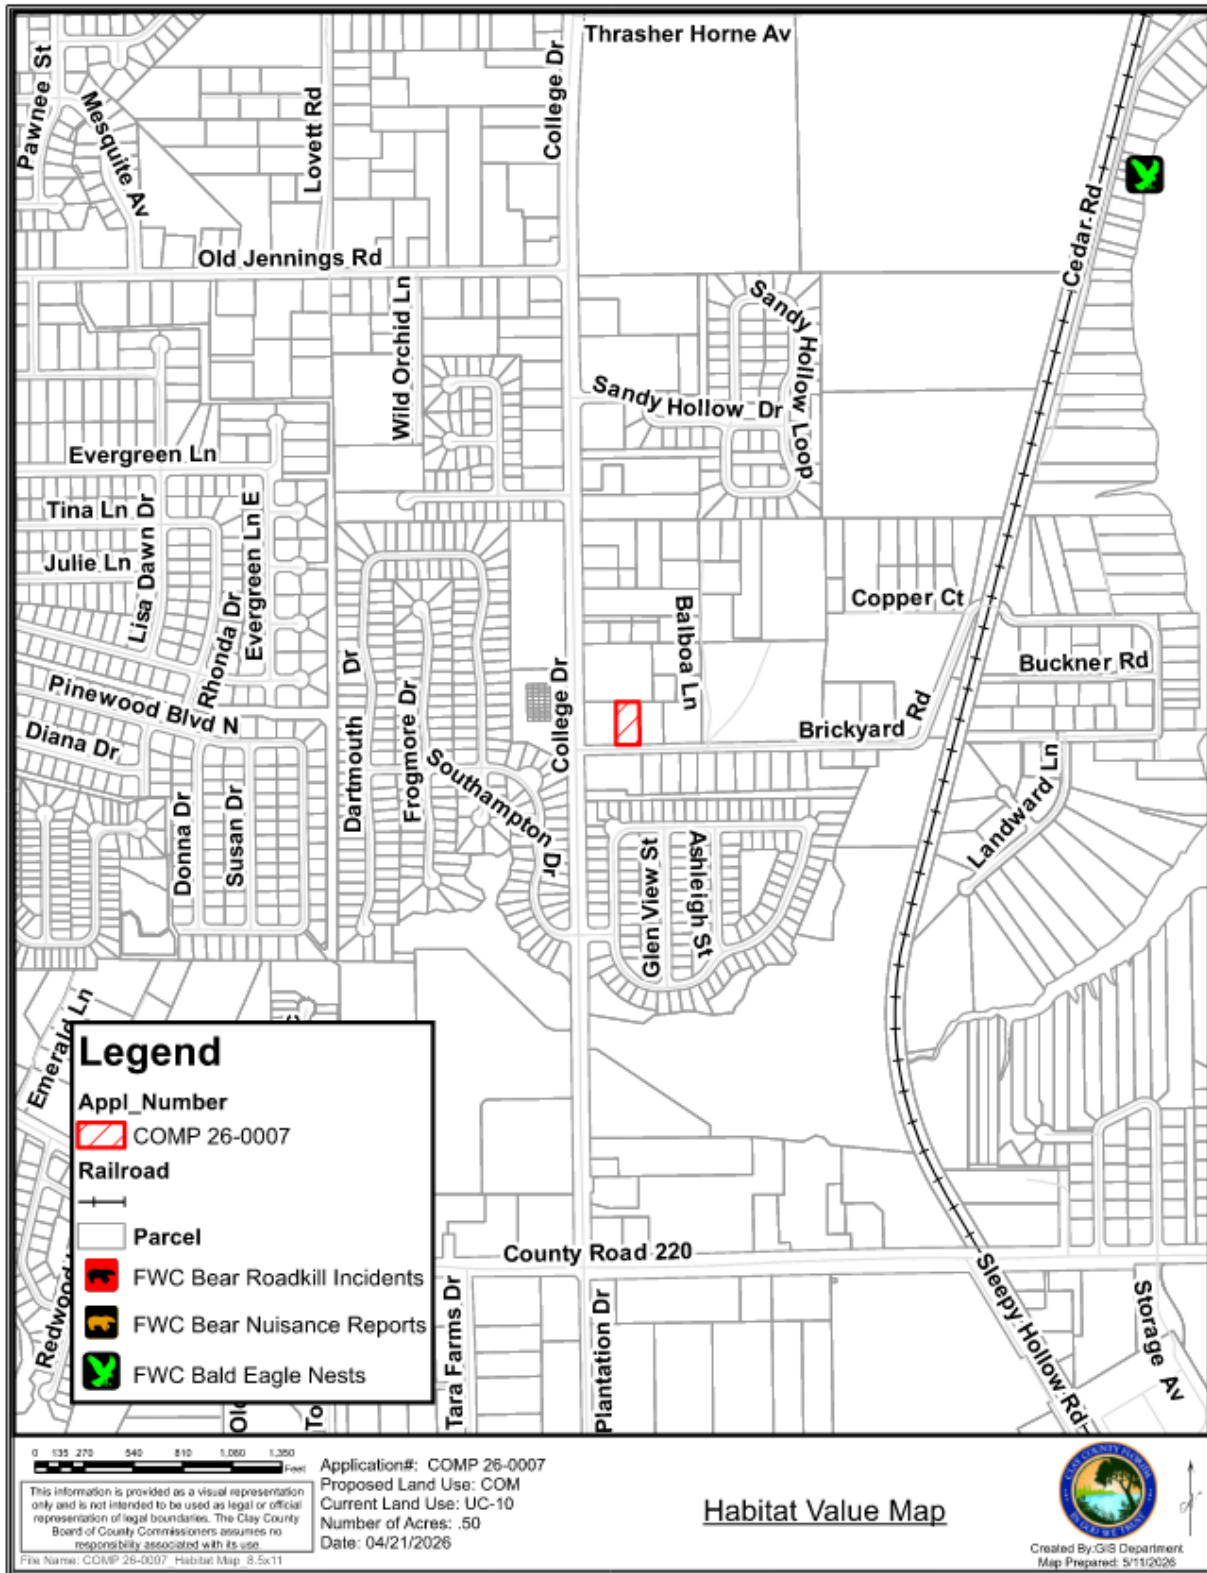 Thrasher Horne Av
Pawnee St
Mesquite Av
Lovett Rd
College Dr
Cedar Rd
Old Jennings Rd
Wild Orchid Ln
Sandy Hollow Loop
Sandy Hollow Dr
Evergreen Ln
Tina Ln
Julie Ln
Lisa Dawn Dr
Rhonda Dr
Evergreen Ln E
Copper Ct
Balboa Ln
Buckner Rd
Pinewood Blvd N
Diana Dr
Dartmouth Dr
Frogmore Dr
College Dr
Brickyard Rd
Southampton Dr
Landward Ln
Donna Dr
Susan Dr
Glen View St
Ashleigh St
Emerald Ln
Legend
Appl_Number
COMP 26-0007
Railroad
Parcel
FWC Bear Roadkill Incidents
FWC Bear Nuisance Reports
FWC Bald Eagle Nests
Redwood
County Road 220
Tara Farms Dr
Plantation Dr
Sleepy Hollow Rd
Storage Av
0 135 270 540 810 1,080 1,350
Feet
This information is provided as a visual representation
only and is not intended to be used as legal or official
representation of legal boundaries. The Clay County
Board of County Commissioners assumes no
responsibility associated with its use.
File Name: COMP 26-0007_Habitat Map_8.5x11
Application#: COMP 26-0007
Proposed Land Use: COM
Current Land Use: UC-10
Number of Acres: .50
Date: 04/21/2026
Habitat Value Map
CLAY COUNTY FLORIDA
IN GOD WE TRUST
Created By:GIS Department
Map Prepared: 5/11/2026